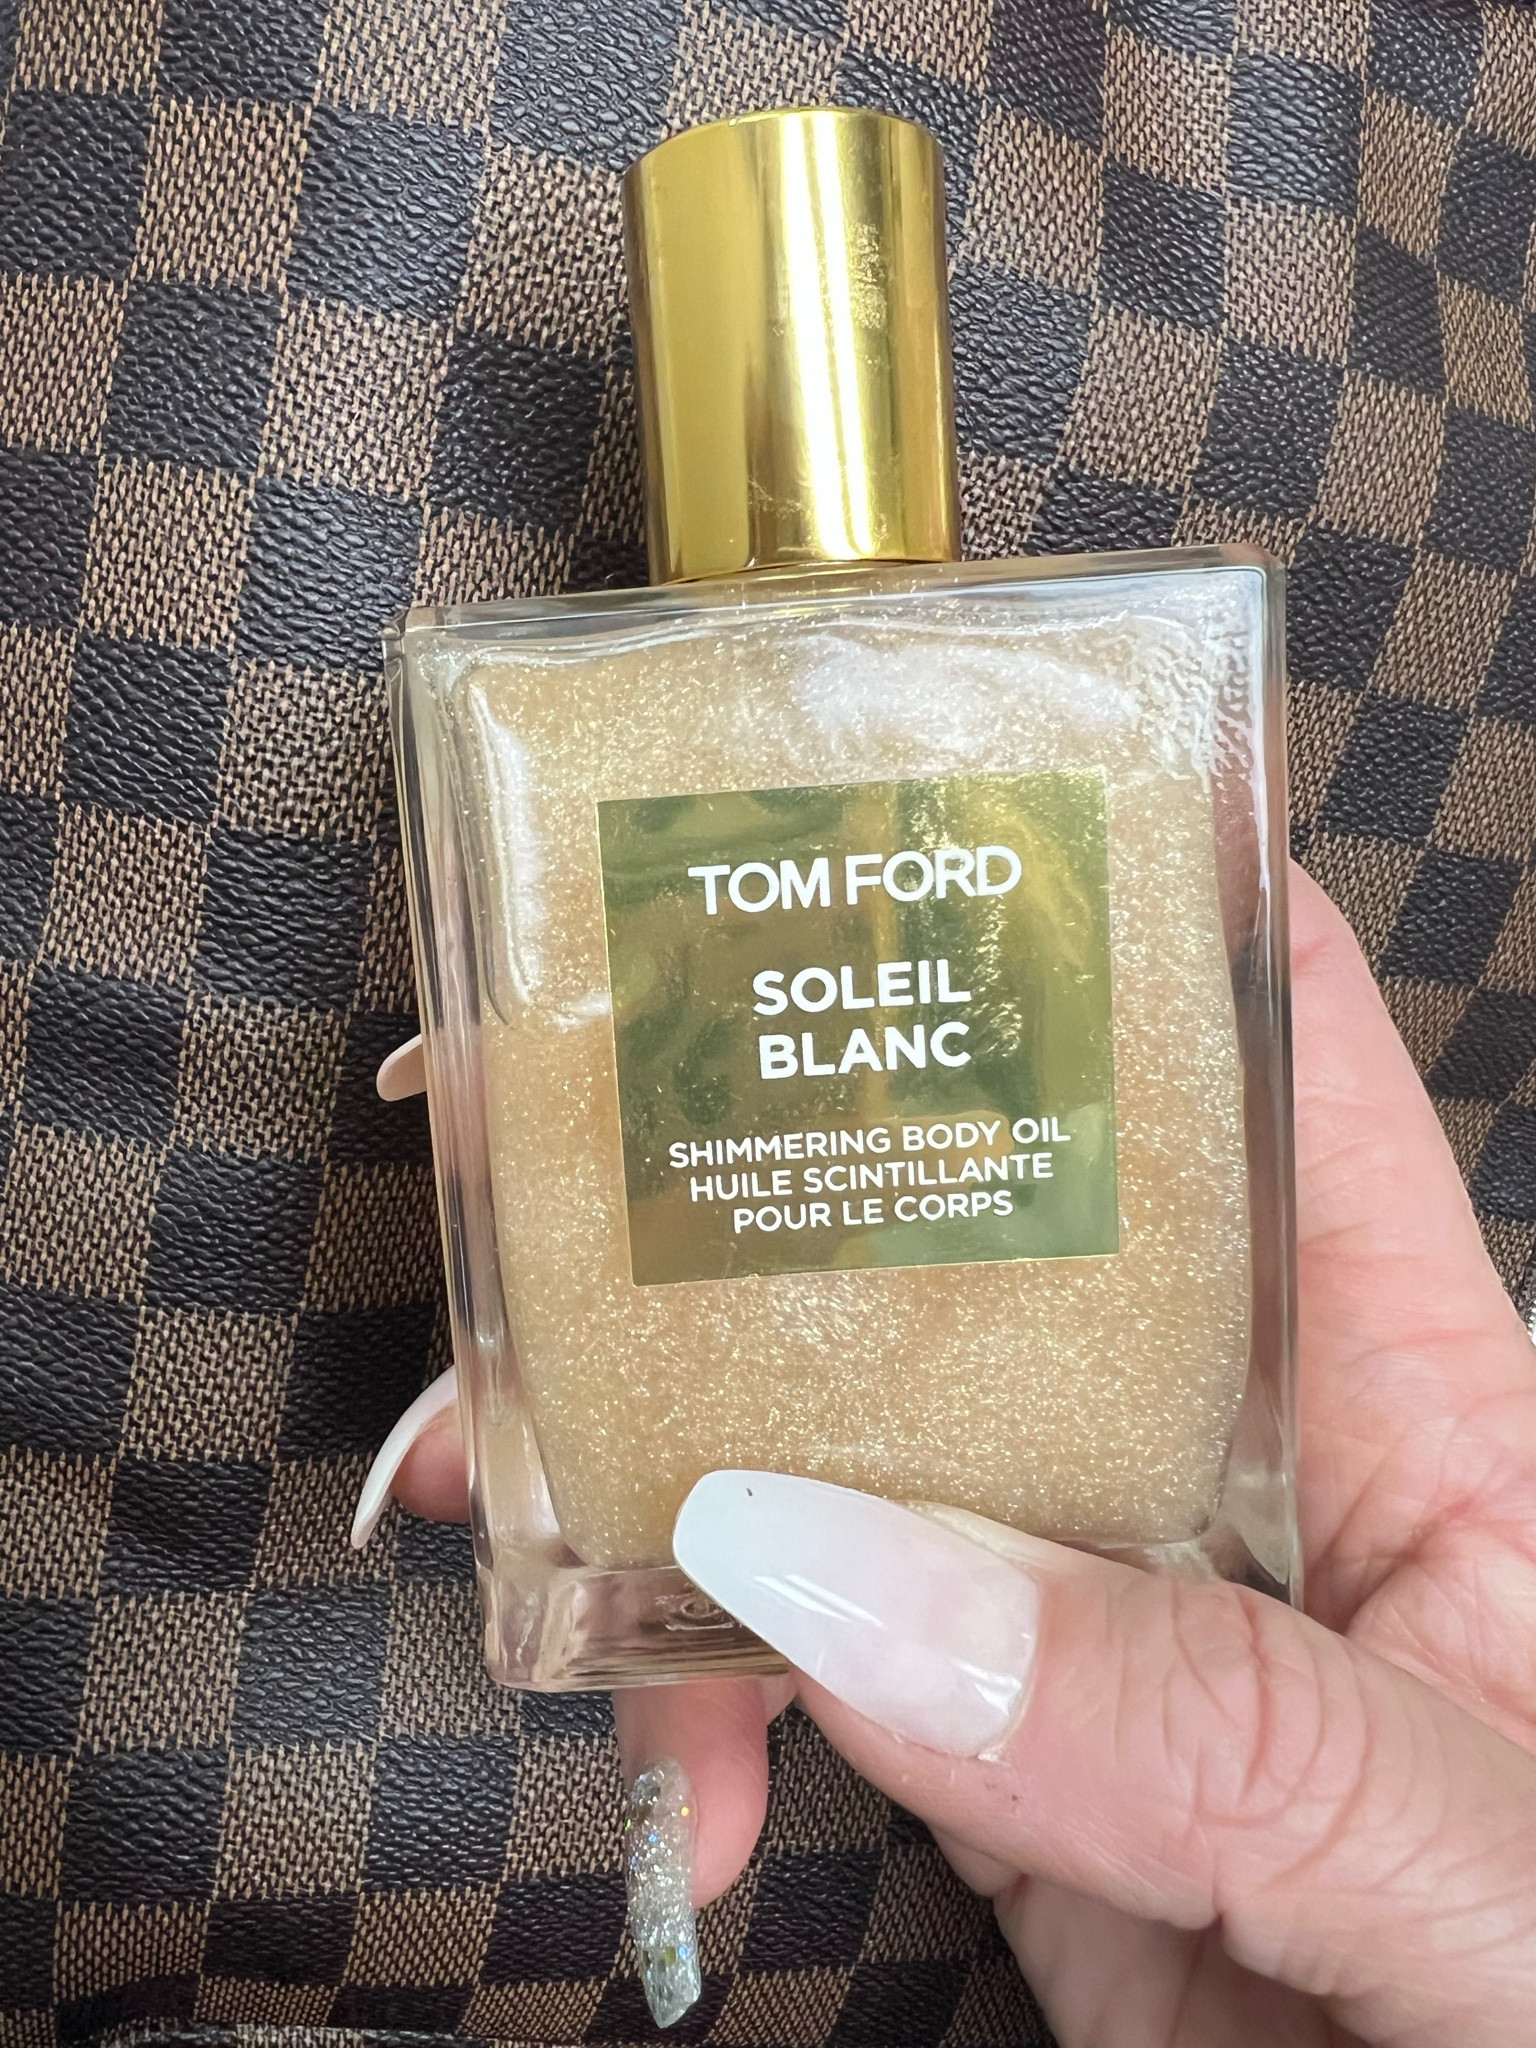 TOM FORD
SOLEIL
BLANC
SHIMMERING BODY OIL
HUILE SCINTILLANTE
POUR LE CORPS